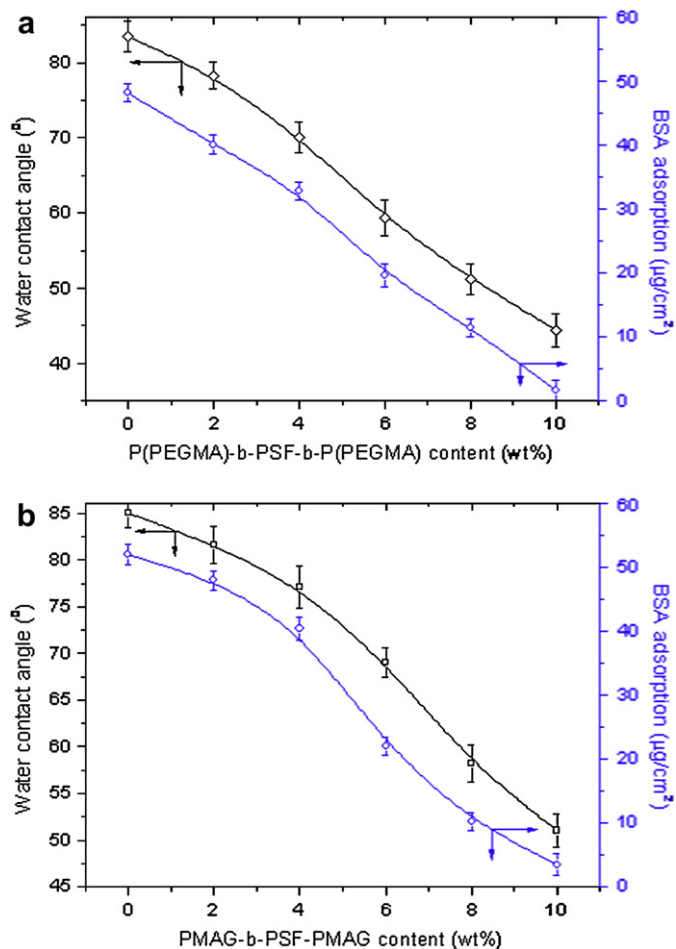 a
Water contact angle (°)
80
70
60
50
40
60
50
40
30
20
10
0
BSA adsorption (µg/cm²)
0 2 4 6 8 10
P(PEGMA)-b-PSF-b-P(PEGMA) content (wt%)
b
Water contact angle (°)
85
80
75
70
65
60
55
50
45
60
50
40
30
20
10
0
BSA adsorption (µg/cm²)
0 2 4 6 8 10
PMAG-b-PSF-PMAG content (wt%)